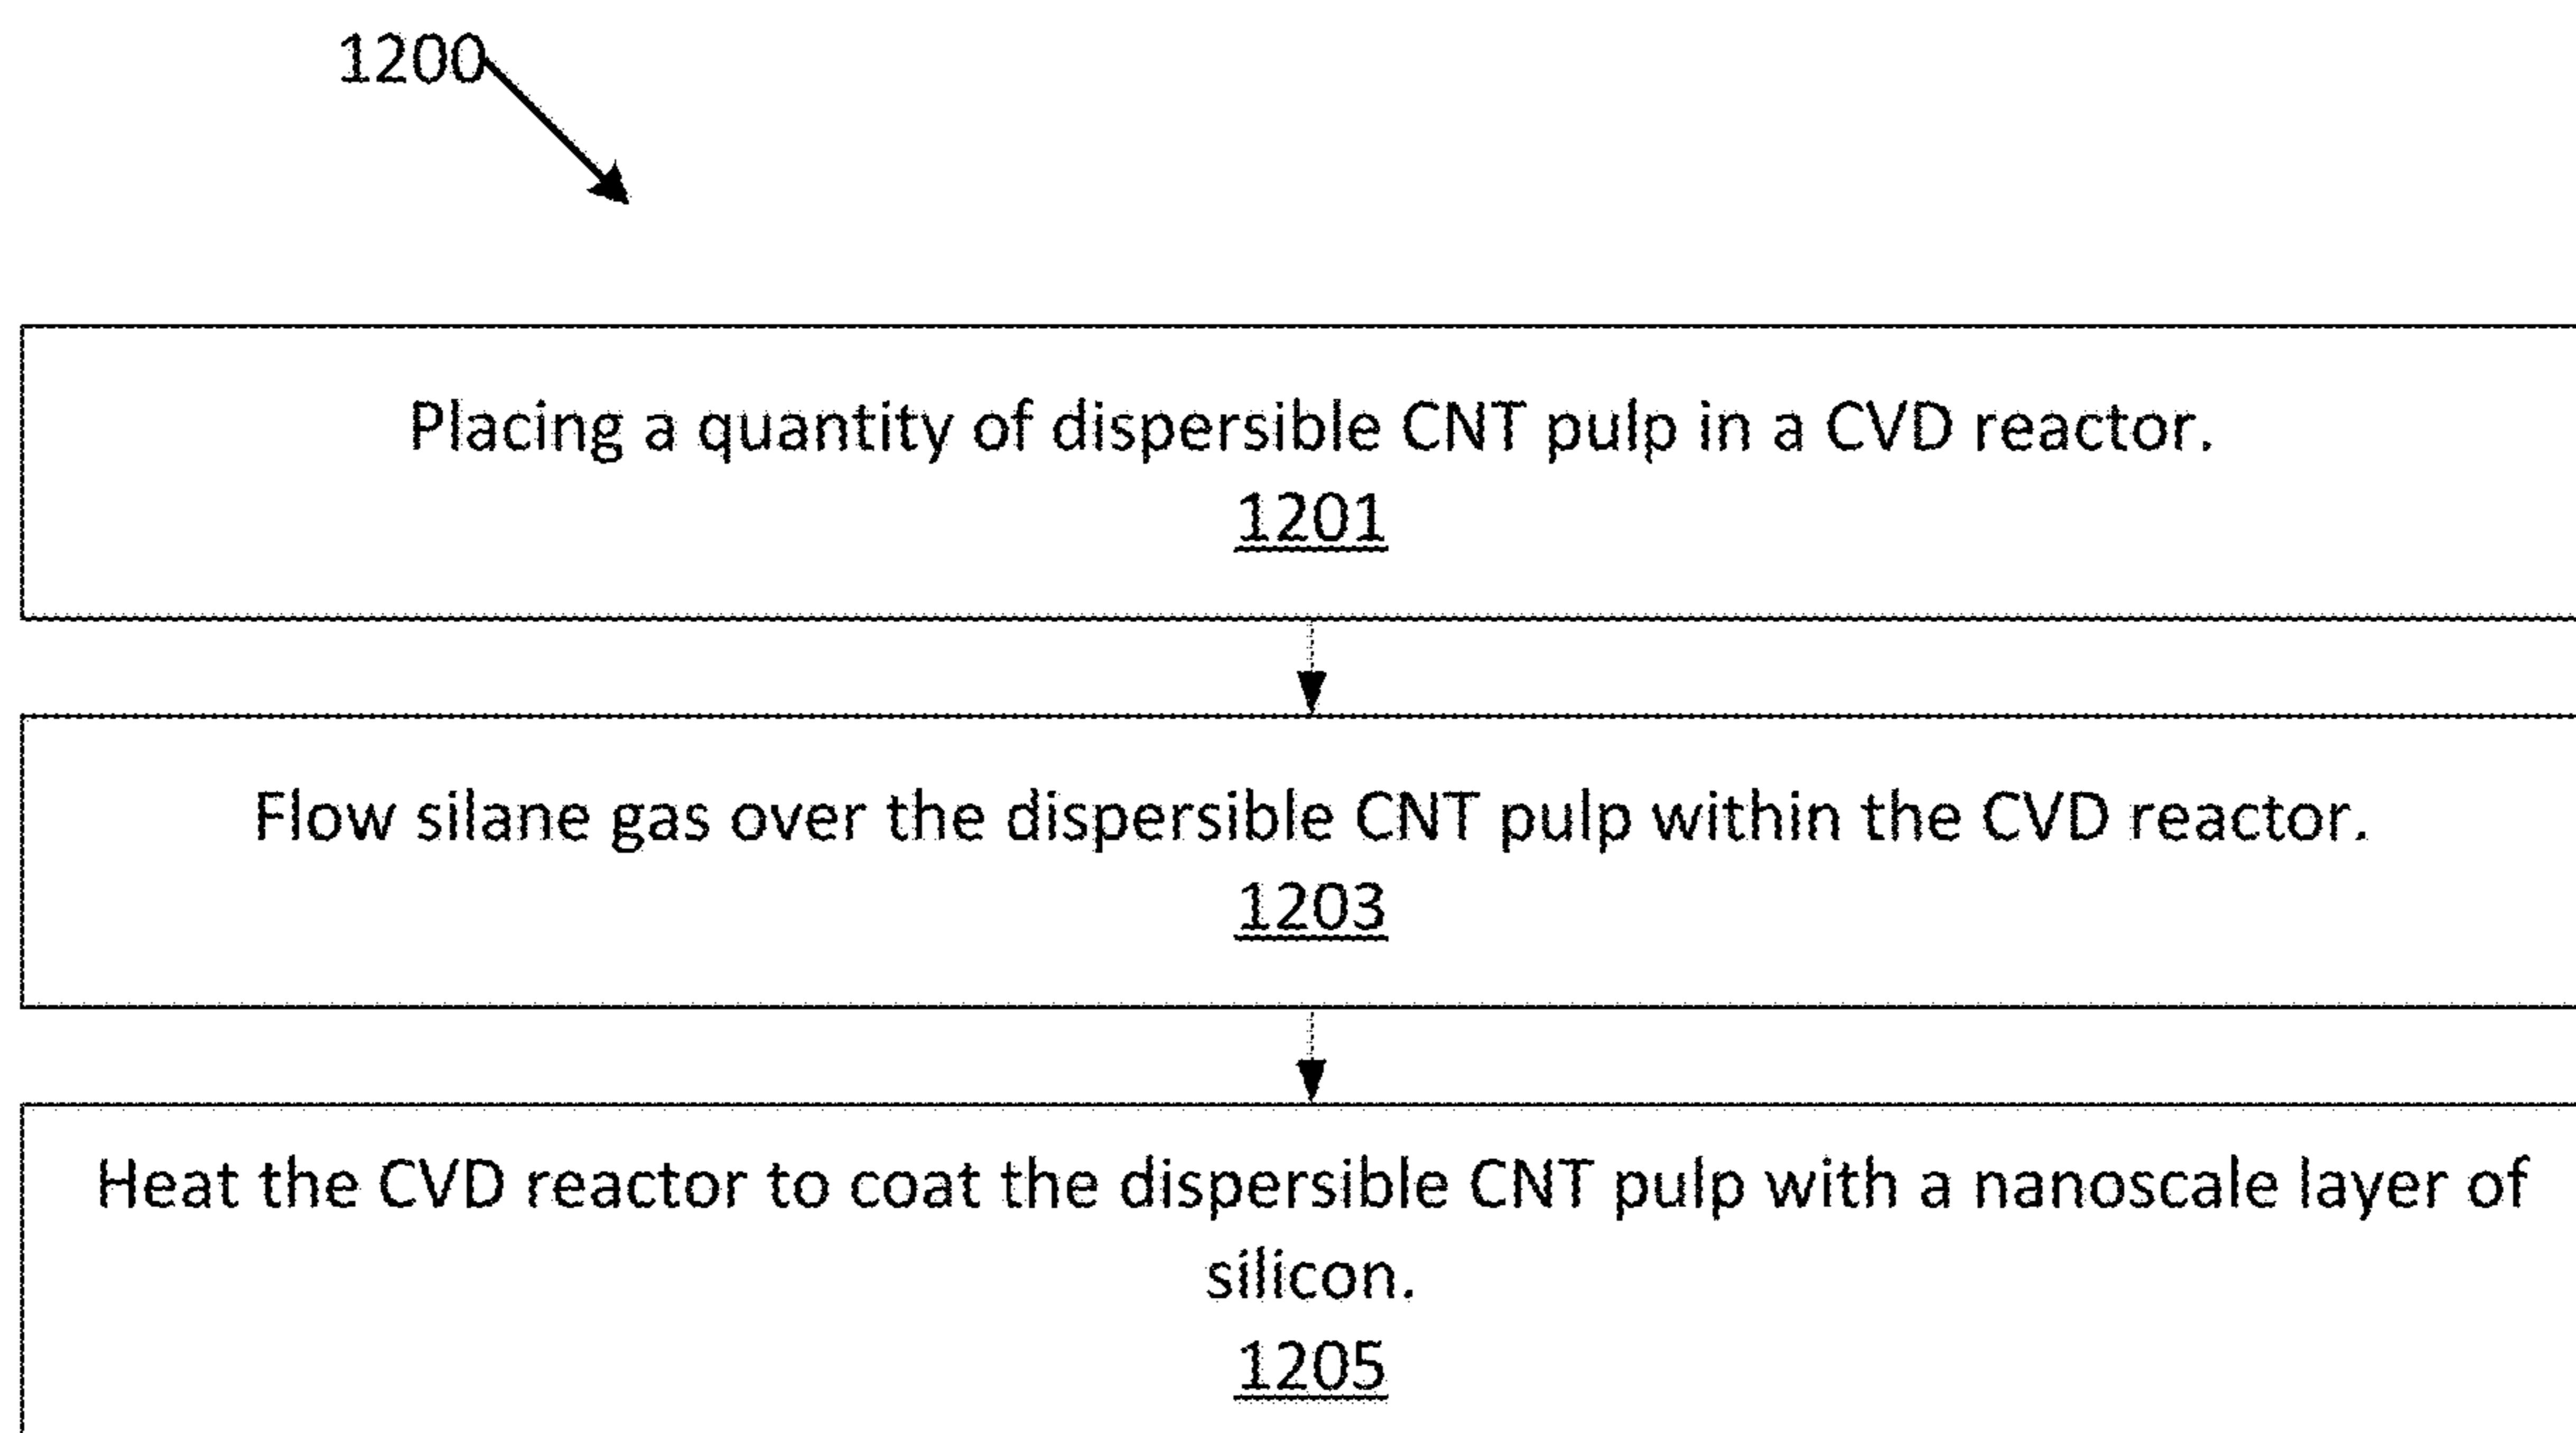 1200
Placing a quantity of dispersible CNT pulp in a CVD reactor.
1201
Flow silane gas over the dispersible CNT pulp within the CVD reactor.
1203
Heat the CVD reactor to coat the dispersible CNT pulp with a nanoscale layer of
silicon.
1205